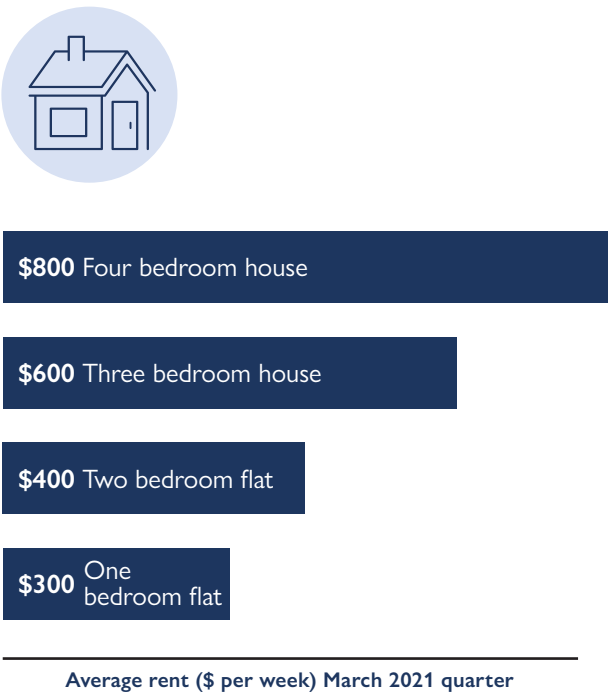 $800 Four bedroom house
$600 Three bedroom house
$400 Two bedroom flat
$300 One
bedroom flat
Average rent ($ per week) March 2021 quarter